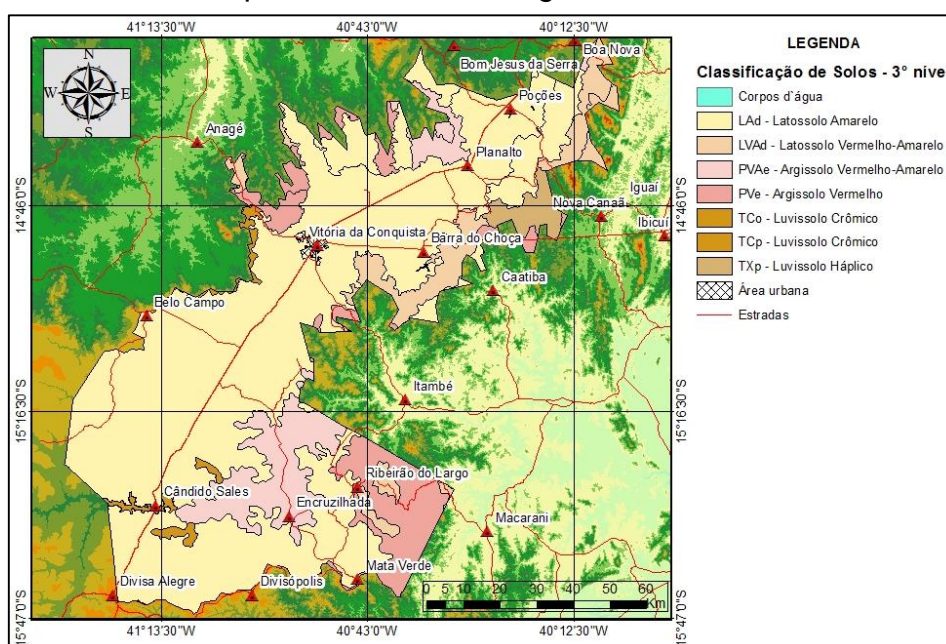 41°13'30"W
40°43'0"W
40°12'30"W
N
W
E
S
Boa Nova
Bom Jesus da Serra
Poções
Anagé
Planalto
Iguaí
Nova Canaã
Ibicuí
Vitória da Conquista
Barra do Choça
Caatiba
Belo Campo
Itambé
Ribeirão do Largo
Cândido Sales
Encruzilhada
Macarani
Mata Verde
Divisa Alegre
Divisópolis
0 5 10 20 30 40 50 60
Km
14°46'0"S
15°16'30"S
15°47'0"S
14°46'0"S
15°16'30"S
15°47'0"S
41°13'30"W
40°43'0"W
40°12'30"W
LEGENDA
Classificação de Solos - 3° níve
Corpos d`água
LAd - Latossolo Amarelo
LVAd - Latossolo Vermelho-Amarelo
PVAe - Argissolo Vermelho-Amarelo
PVe - Argissolo Vermelho
TCo - Luvissolo Crômico
TCp - Luvissolo Crômico
TXp - Luvissolo Háplico
Área urbana
Estradas